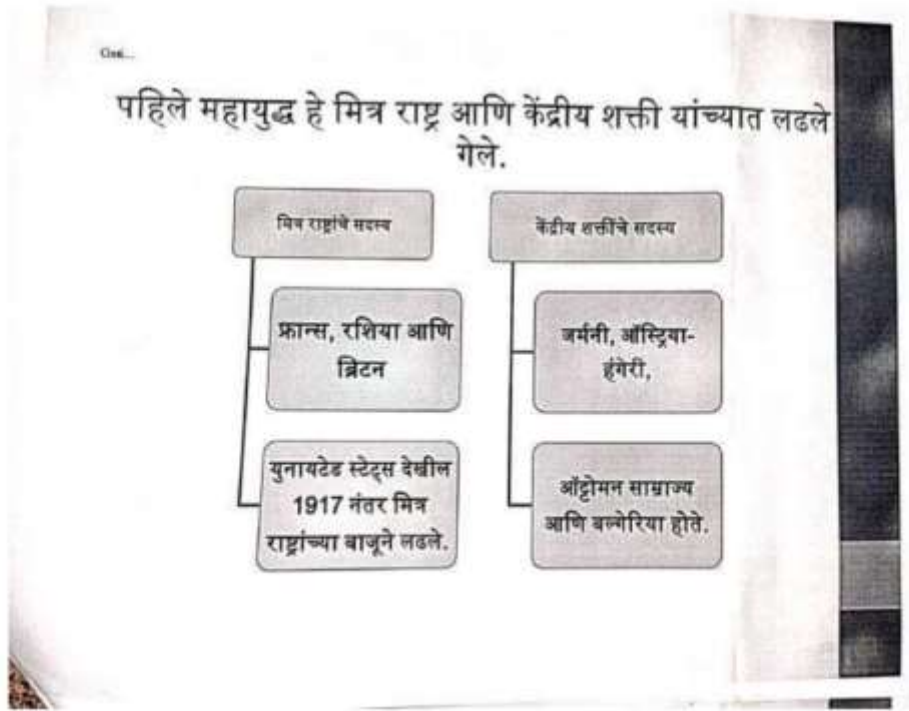 Cont...
पहिले महायुद्ध हे मित्र राष्ट्र आणि केंद्रीय शक्ती यांच्यात लढले
गेले.
मित्र राष्ट्रांचे सदस्य
फ्रान्स, रशिया आणि
ब्रिटन
युनायटेड स्टेट्स देखील
1917 नंतर मित्र
राष्ट्रांच्या बाजूने लढले.
केंद्रीय शक्तींचे सदस्य
जर्मनी, ऑस्ट्रिया-
हंगेरी,
ऑट्टोमन साम्राज्य
आणि बल्गेरिया होते.